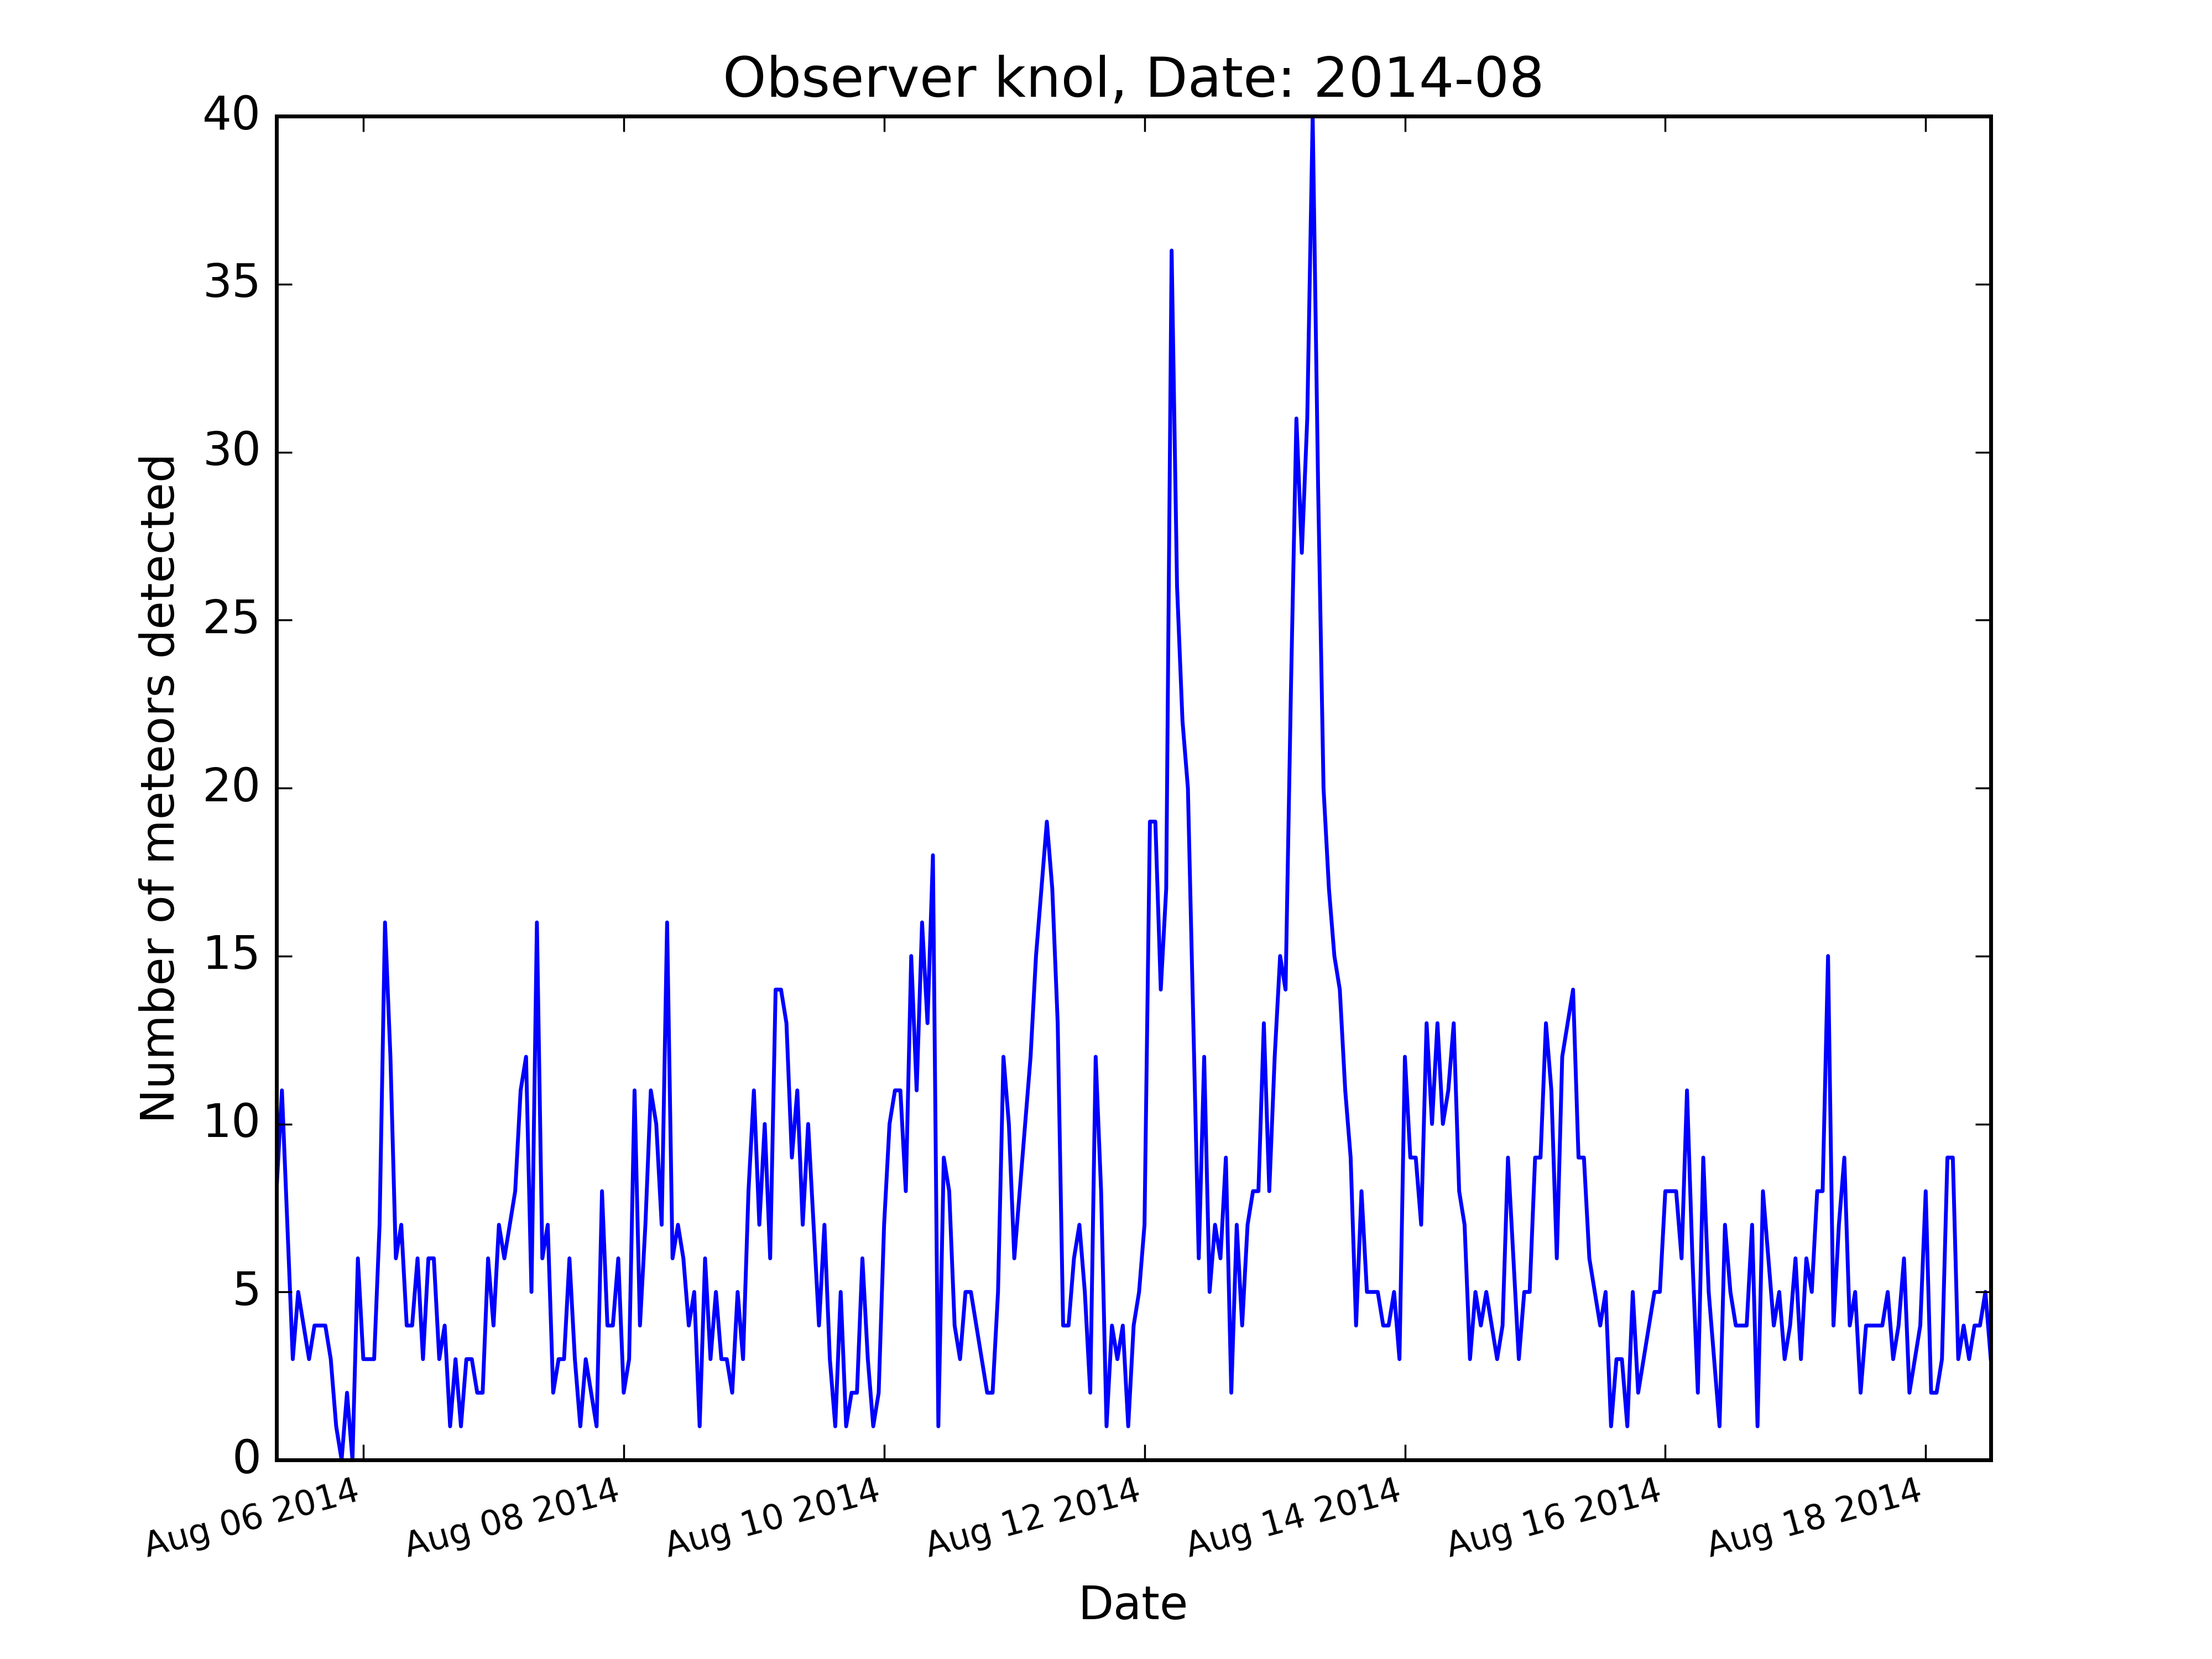 Observer knol, Date: 2014-08
Number of meteors detected
40
35
30
25
20
15
10
5
0
Aug 06 2014
Aug 08 2014
Aug 10 2014
Aug 12 2014
Aug 14 2014
Aug 16 2014
Aug 18 2014
Date